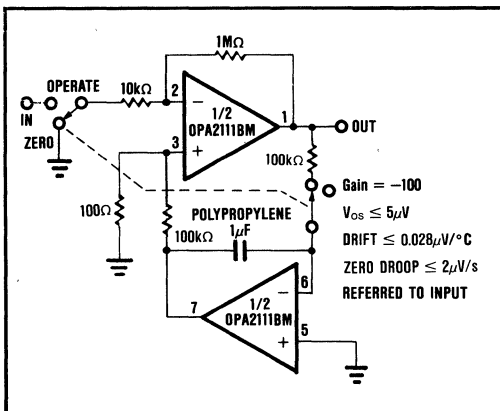 1MΩ
OPERATE
10kΩ
2
IN
ZERO
1/2
OPA2111BM
1
OUT
3
100kΩ
Gain = −100
100Ω
100kΩ
POLYPROPYLENE
1μF
VOS ≤ 5μV
DRIFT ≤ 0.028μV/°C
ZERO DROOP ≤ 2μV/s
REFERRED TO INPUT
6
7
1/2
OPA2111BM
5